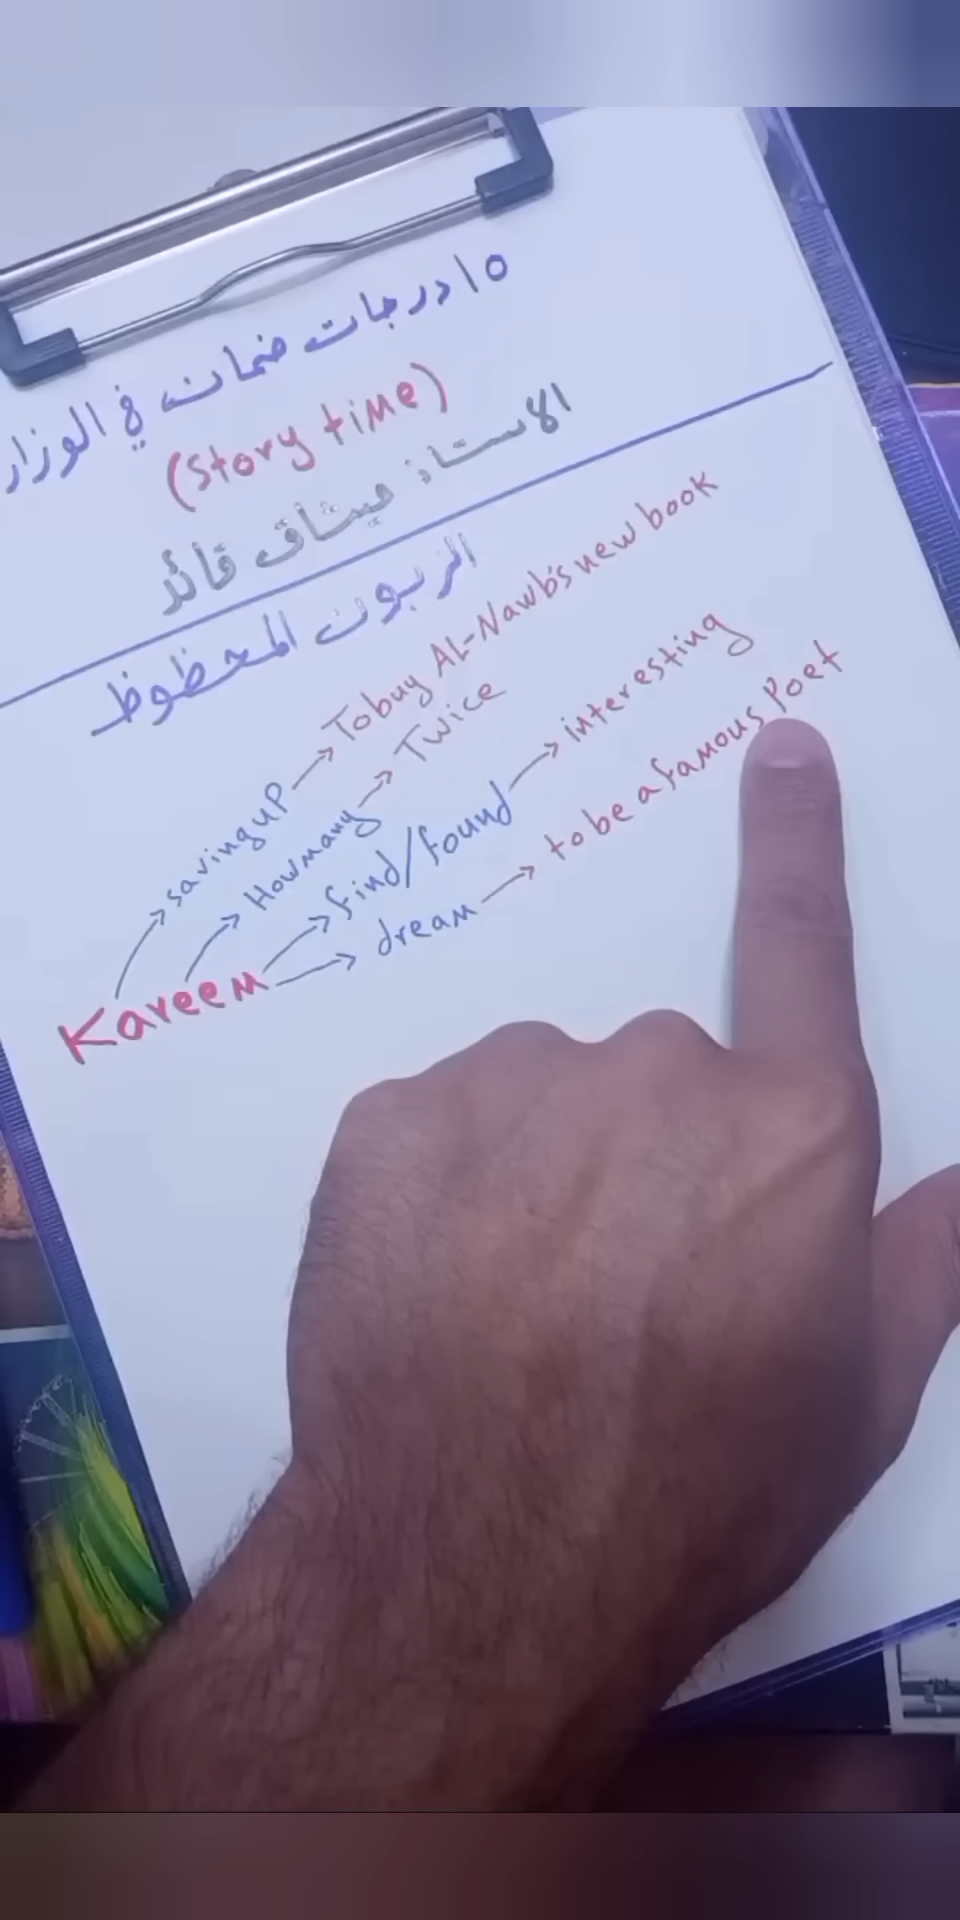 ١٥ درجات ضمان في الوزار
(Story time)
الاستاذ ميثاق قائد
الزبون المحظوظ
saving up → To buy AL-Nawb's new book
How many → Twice
find/found → interesting
dream → to be a famous Poet
Kareem